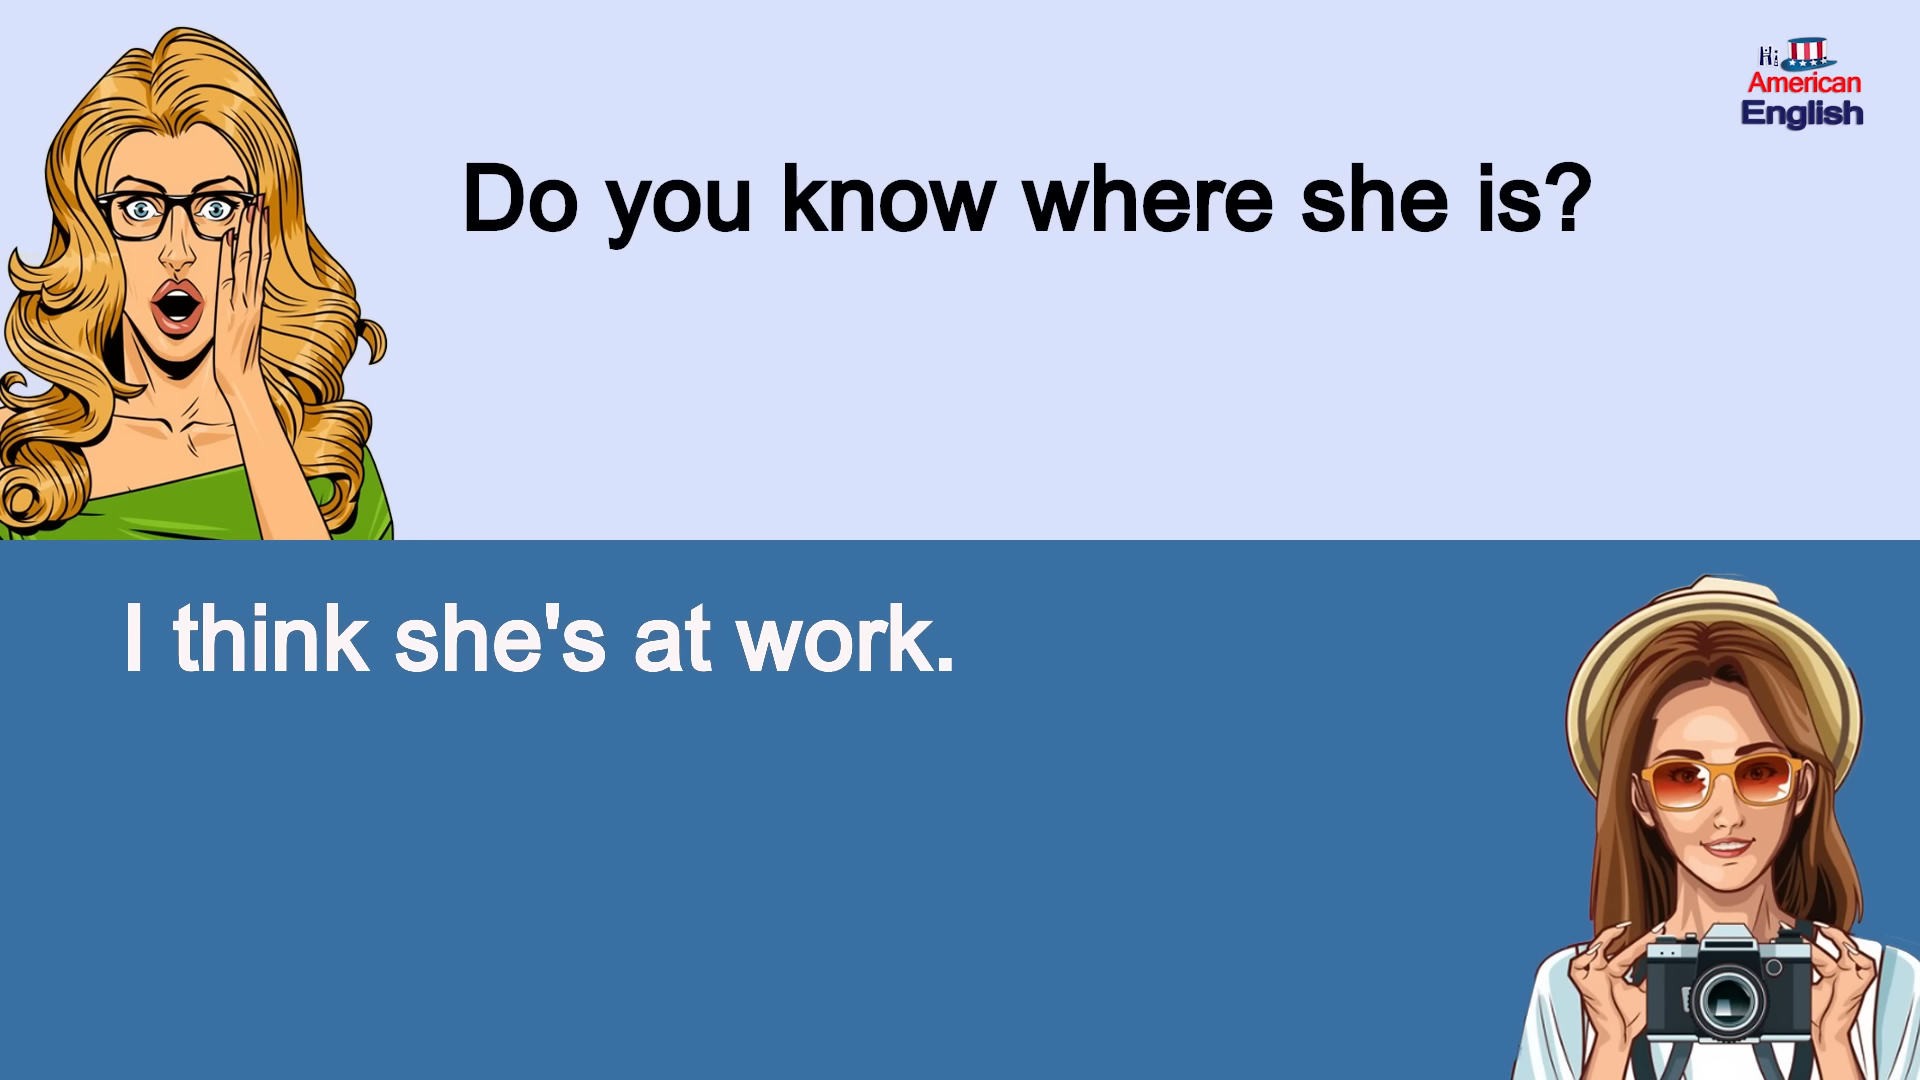 Hi
American
English
Do you know where she is?
I think she's at work.